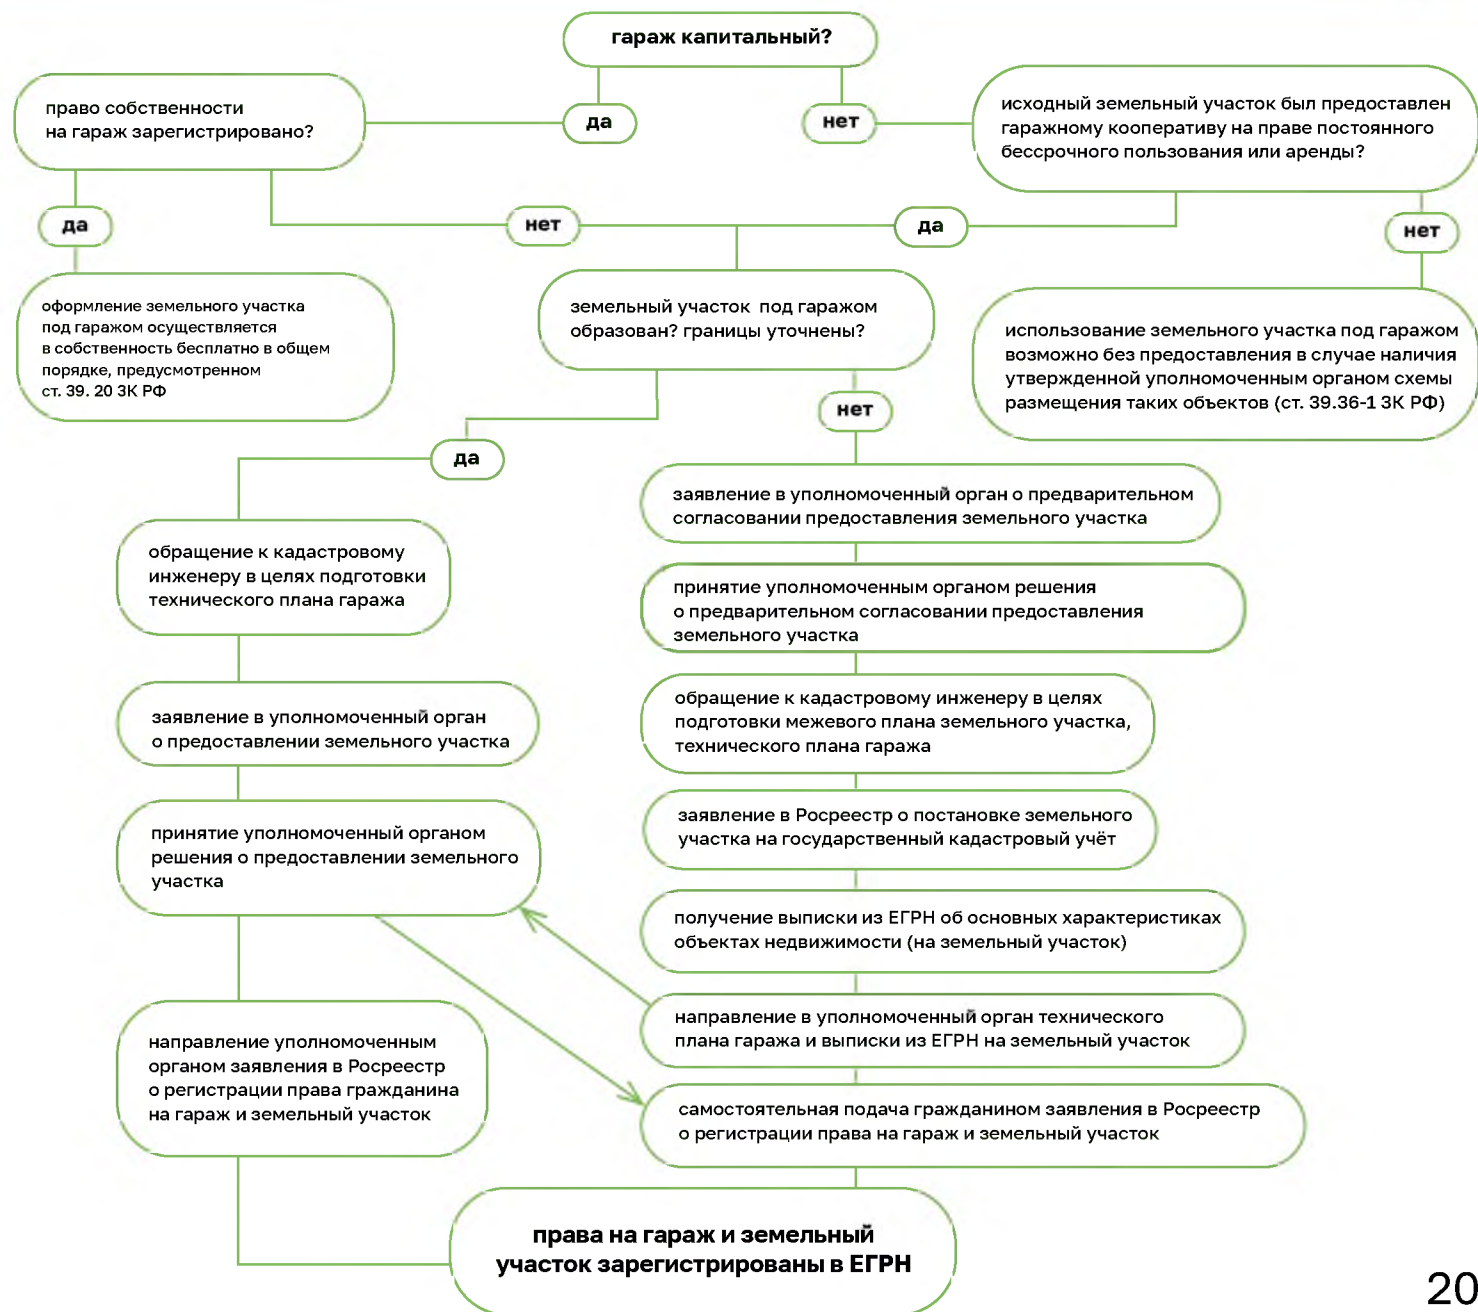 гараж капитальный?
да
нет
право собственности
на гараж зарегистрировано?
исходный земельный участок был предоставлен
гаражному кооперативу на праве постоянного
бессрочного пользования или аренды?
да
нет
да
нет
оформление земельного участка
под гаражом осуществляется
в собственность бесплатно в общем
порядке, предусмотренном
ст. 39. 20 ЗК РФ
земельный участок под гаражом
образован? границы уточнены?
использование земельного участка под гаражом
возможно без предоставления в случае наличия
утвержденной уполномоченным органом схемы
размещения таких объектов (ст. 39.36-1 ЗК РФ)
да
нет
обращение к кадастровому
инженеру в целях подготовки
технического плана гаража
заявление в уполномоченный орган
о предоставлении земельного участка
принятие уполномоченный органом
решения о предоставлении земельного
участка
направление уполномоченным
органом заявления в Росреестр
о регистрации права гражданина
на гараж и земельный участок
заявление в уполномоченный орган о предварительном
согласовании предоставления земельного участка
принятие уполномоченным органом решения
о предварительном согласовании предоставления
земельного участка
обращение к кадастровому инженеру в целях
подготовки межевого плана земельного участка,
технического плана гаража
заявление в Росреестр о постановке земельного
участка на государственный кадастровый учёт
получение выписки из ЕГРН об основных характеристиках
объектах недвижимости (на земельный участок)
направление в уполномоченный орган технического
плана гаража и выписки из ЕГРН на земельный участок
самостоятельная подача гражданином заявления в Росреестр
о регистрации права на гараж и земельный участок
права на гараж и земельный
участок зарегистрированы в ЕГРН
20